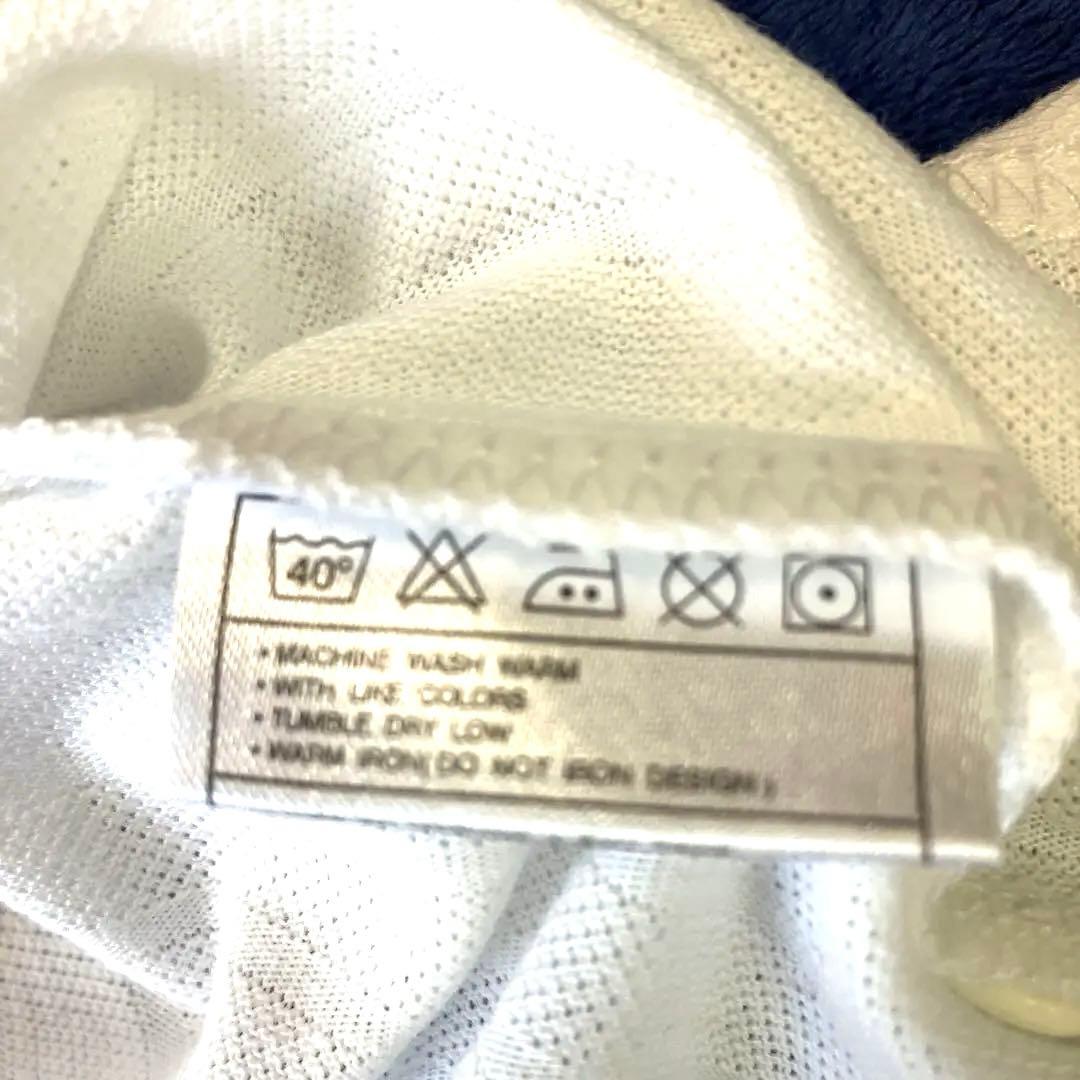 40°
• MACHINE WASH WARM
• WITH LIKE COLORS
• TUMBLE DRY LOW
• WARM IRON(DO NOT IRON DESIGN)